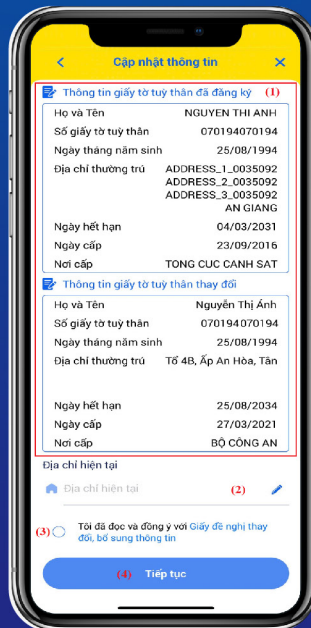 Cập nhật thông tin
Thông tin giấy tờ tuỳ thân đã đăng ký (1)
Họ và Tên NGUYEN THI ANH
Số giấy tờ tuỳ thân 070194070194
Ngày tháng năm sinh 25/08/1994
Địa chỉ thường trú ADDRESS_1_0035092
ADDRESS_2_0035092
ADDRESS_3_0035092
AN GIANG
Ngày hết hạn 04/03/2031
Ngày cấp 23/09/2016
Nơi cấp TONG CUC CANH SAT
Thông tin giấy tờ tuỳ thân thay đổi
Họ và Tên Nguyễn Thị Ánh
Số giấy tờ tuỳ thân 070194070194
Ngày tháng năm sinh 25/08/1994
Địa chỉ thường trú Tổ 4B, Ấp An Hòa, Tân
Ngày hết hạn 25/08/2034
Ngày cấp 27/03/2021
Nơi cấp BỘ CÔNG AN
Địa chỉ hiện tại
Địa chỉ hiện tại (2)
(3) Tôi đã đọc và đồng ý với Giấy đề nghị thay
đổi, bổ sung thông tin
(4) Tiếp tục